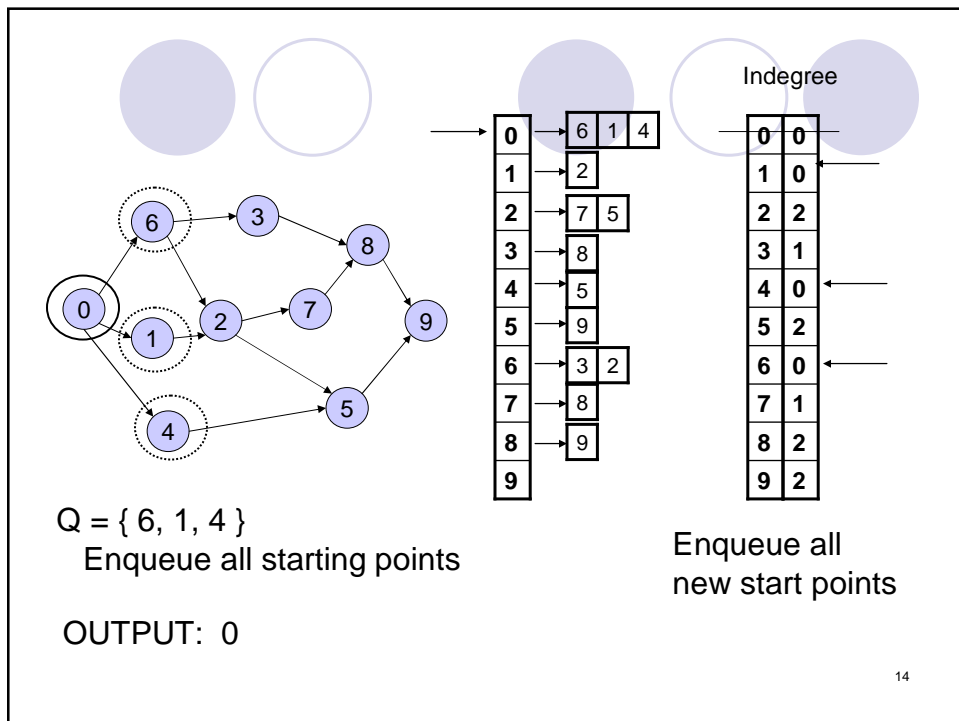 Indegree
0 6 1 4 0 0
1 2 1 0
2 7 5 2 2
3 8 3 1
4 5 4 0
5 9 5 2
6 3 2 6 0
7 8 7 1
8 9 8 2
9 9 2
6 3
8
0 2 7
1 9
5
4
Q = { 6, 1, 4 }
Enqueue all starting points
Enqueue all
new start points
OUTPUT: 0
14